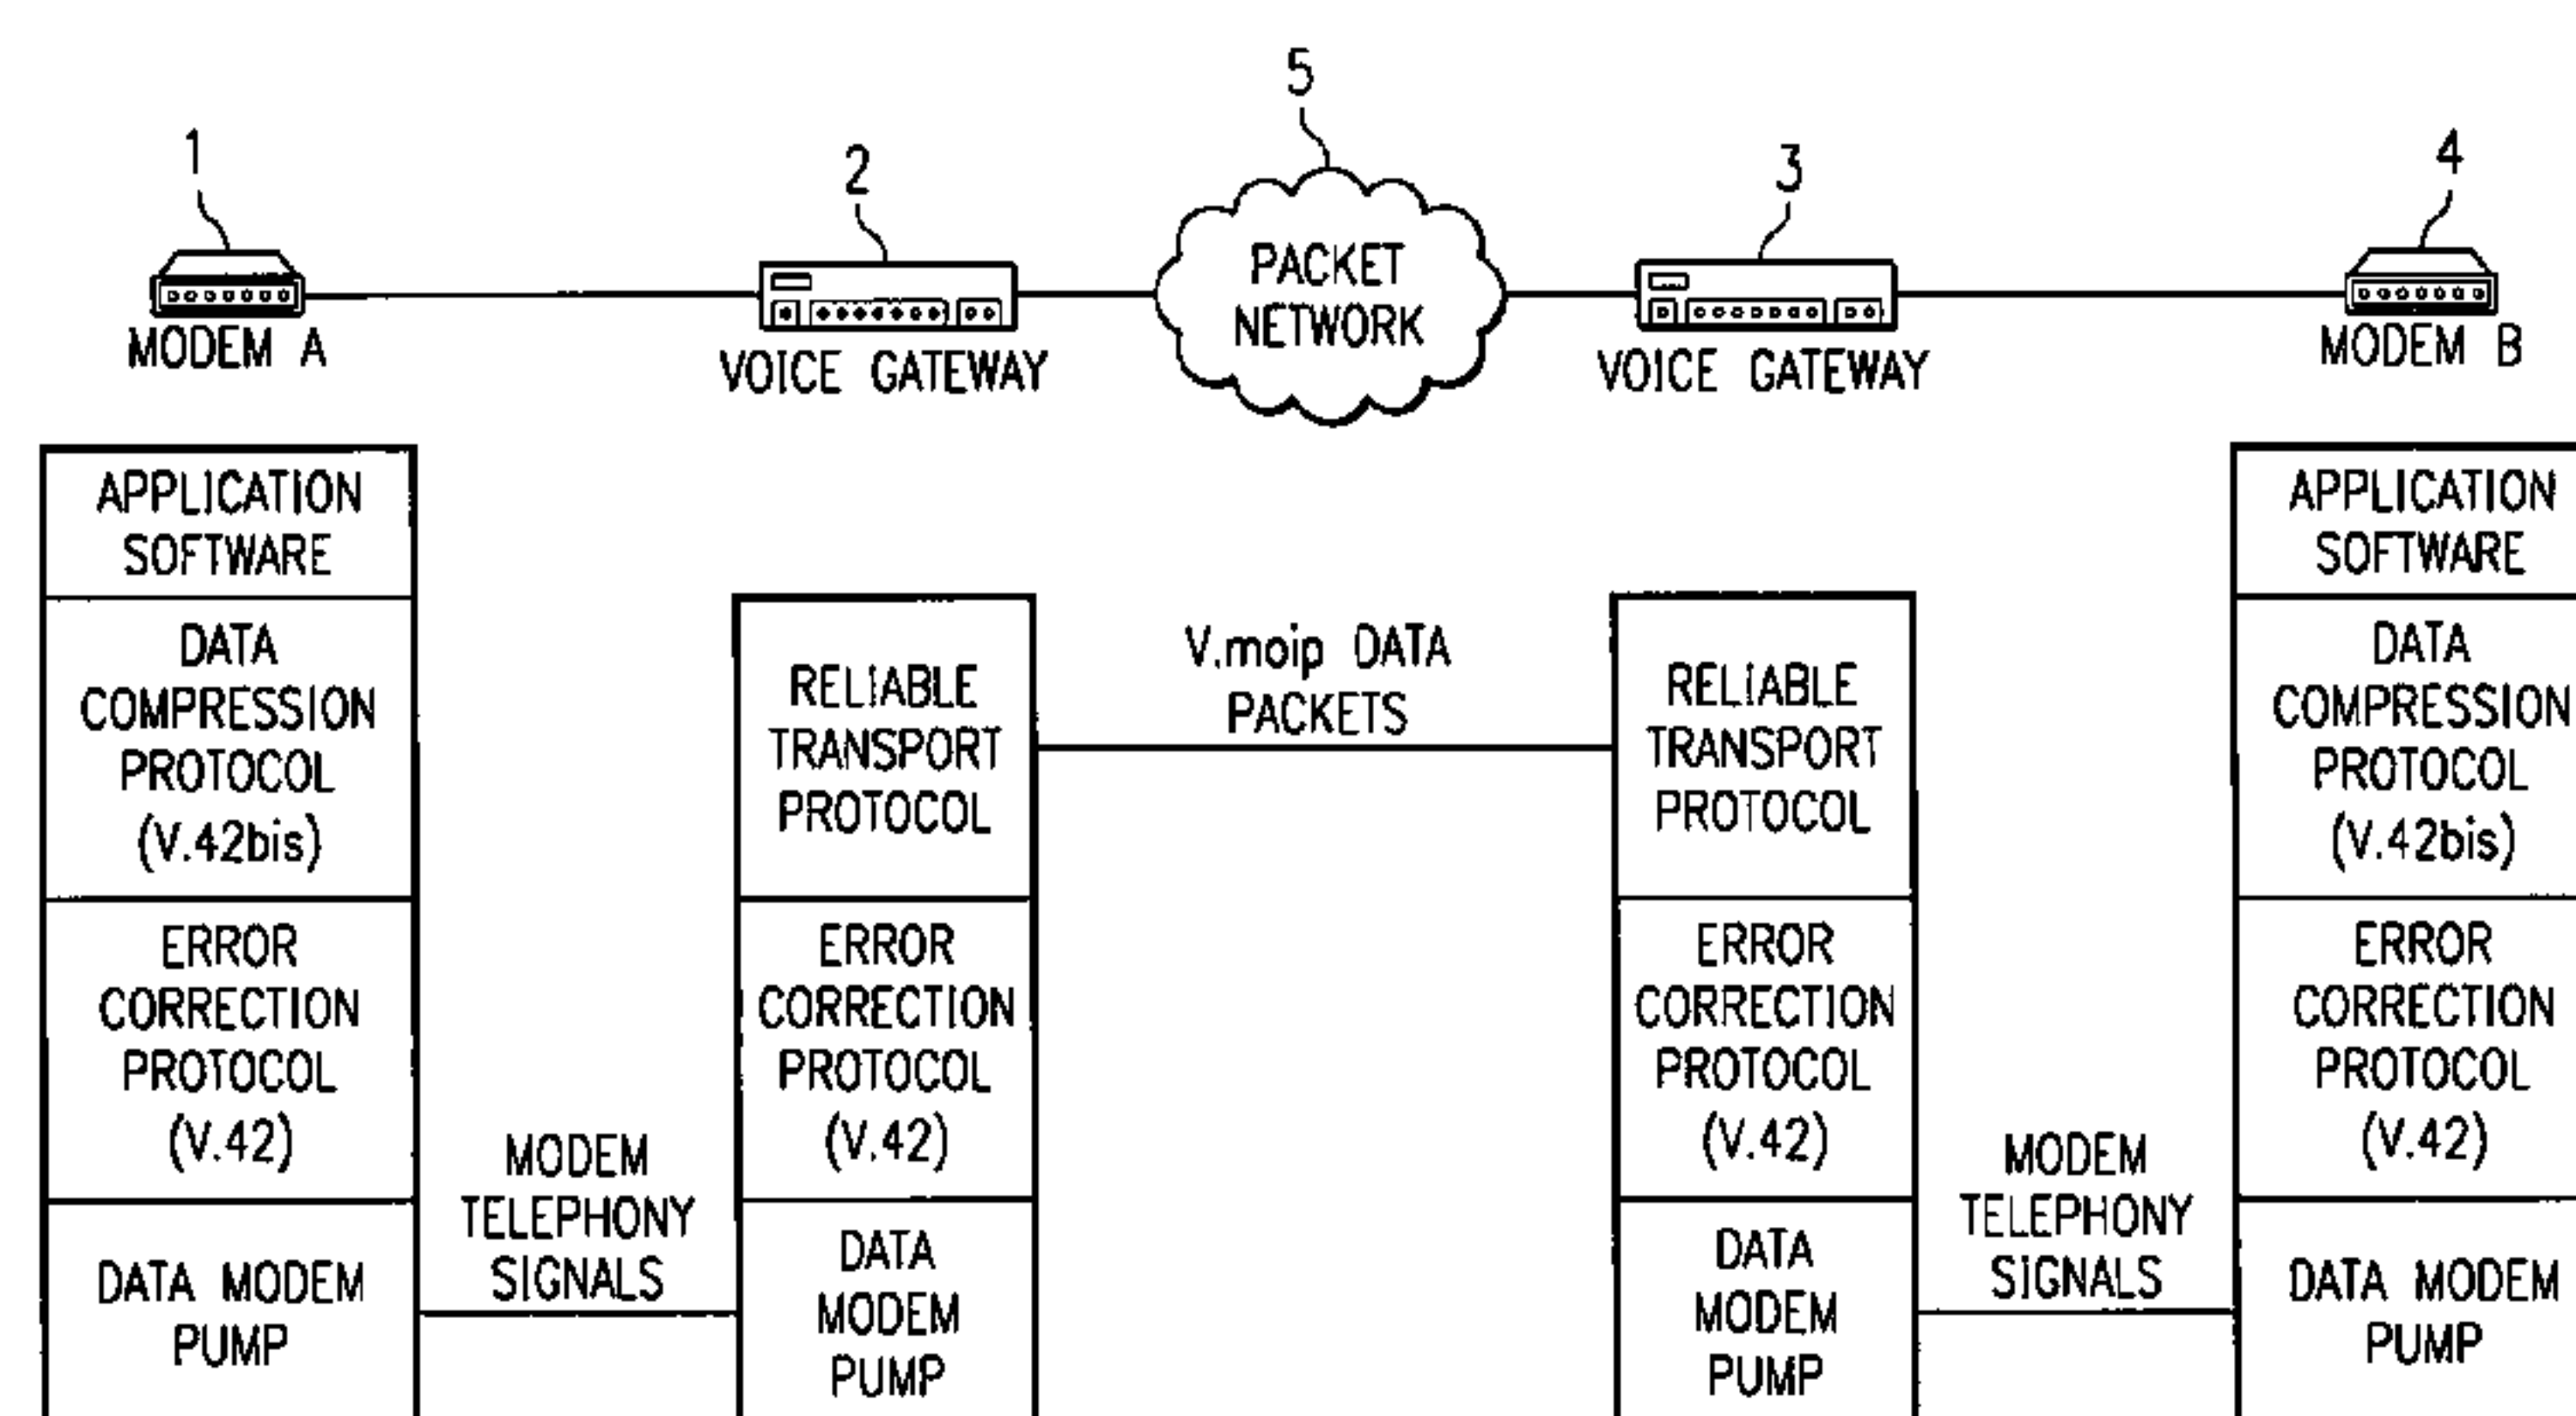 5
1
2
3
4
PACKET
NETWORK
MODEM A
VOICE GATEWAY
VOICE GATEWAY
MODEM B
APPLICATION
SOFTWARE
DATA
COMPRESSION
PROTOCOL
(V.42bis)
ERROR
CORRECTION
PROTOCOL
(V.42)
DATA MODEM
PUMP
MODEM
TELEPHONY
SIGNALS
RELIABLE
TRANSPORT
PROTOCOL
ERROR
CORRECTION
PROTOCOL
(V.42)
DATA
MODEM
PUMP
V.moip DATA
PACKETS
RELIABLE
TRANSPORT
PROTOCOL
ERROR
CORRECTION
PROTOCOL
(V.42)
DATA
MODEM
PUMP
MODEM
TELEPHONY
SIGNALS
APPLICATION
SOFTWARE
DATA
COMPRESSION
PROTOCOL
(V.42bis)
ERROR
CORRECTION
PROTOCOL
(V.42)
DATA MODEM
PUMP